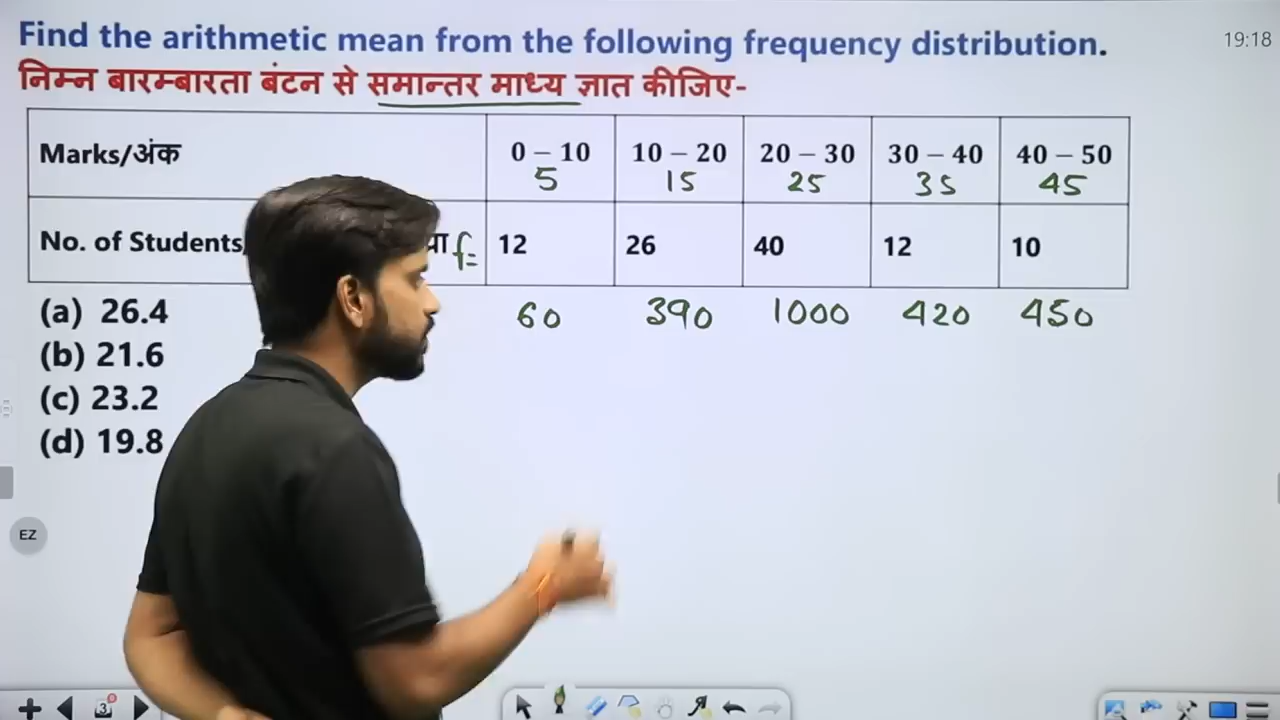 Find the arithmetic mean from the following frequency distribution.
19:18
निम्न बारम्बारता बंटन से समान्तर माध्य ज्ञात कीजिए-
Marks/अंक 0 – 10 10 – 20 20 – 30 30 – 40 40 – 50
5 15 25 35 45
No. of Students/ f= 12 26 40 12 10
60 390 1000 420 450
(a) 26.4
(b) 21.6
(c) 23.2
(d) 19.8
EZ
3